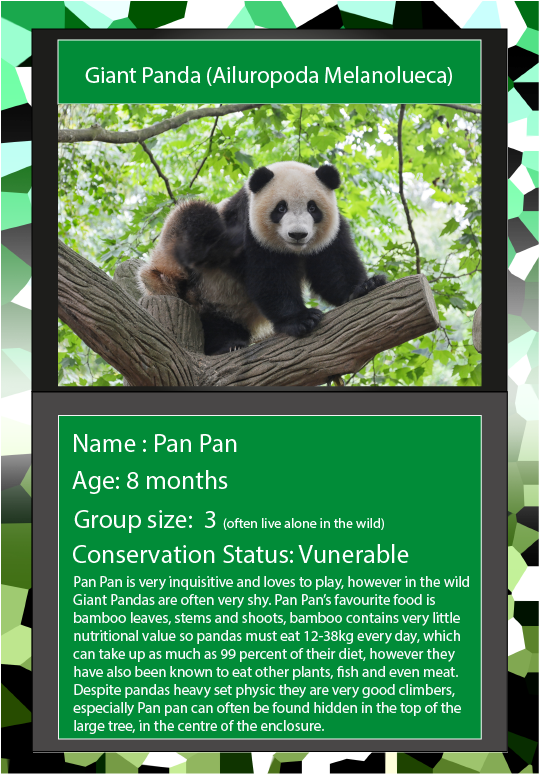 Giant Panda (Ailuropoda Melanolueca)
Name : Pan Pan
Age: 8 months
Group size: 3 (often live alone in the wild)
Conservation Status: Vunerable
Pan Pan is very inquisitive and loves to play, however in the wild
Giant Pandas are often very shy. Pan Pan's favourite food is
bamboo leaves, stems and shoots, bamboo contains very little
nutritional value so pandas must eat 12-38kg every day, which
can take up as much as 99 percent of their diet, however they
have also been known to eat other plants, fish and even meat.
Despite pandas heavy set physic they are very good climbers,
especially Pan pan can often be found hidden in the top of the
large tree, in the centre of the enclosure.